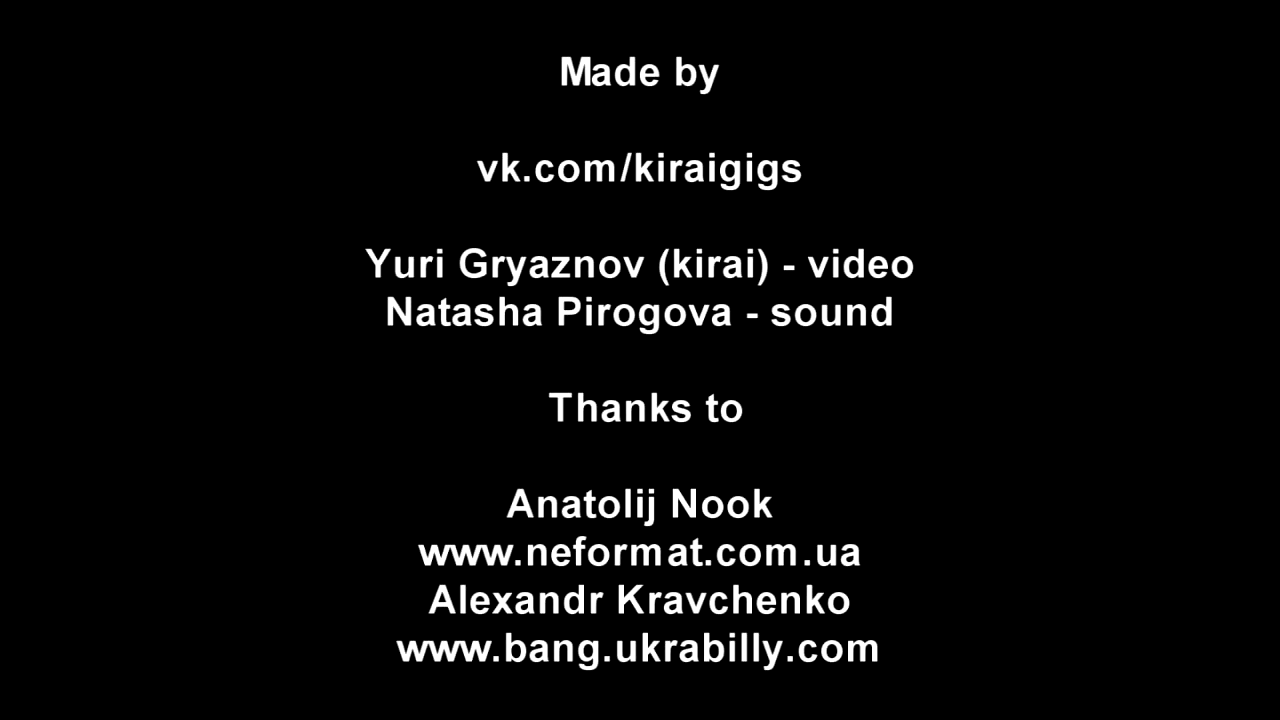 Made by
vk.com/kiraigigs
Yuri Gryaznov (kirai) - video
Natasha Pirogova - sound
Thanks to
Anatolij Nook
www.neformat.com.ua
Alexandr Kravchenko
www.bang.ukrabilly.com